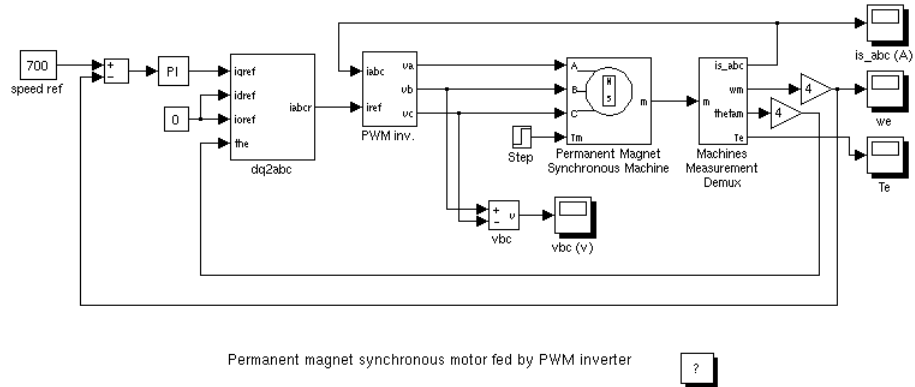 is_abc (A)
700
speed ref
+
−
PI
iqref
idref
ioref
the
iabcr
dq2abc
0
iabc
iref
va
vb
vc
PWM inv.
Step
A
B
C
Tm
N
S
m
Permanent Magnet
Synchronous Machine
m
is_abc
wm
thetam
Te
Machines
Measurement
Demux
4
4
we
Te
+
−
v
vbc
vbc (v)
Permanent magnet synchronous motor fed by PWM inverter
?